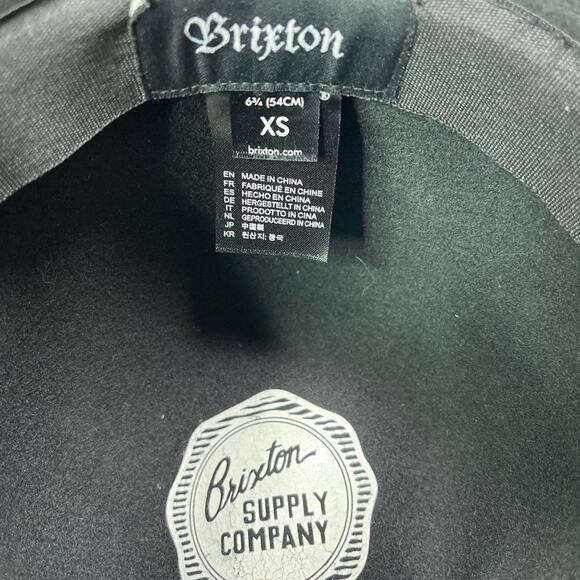 Brixton
®
6¾ (54CM)
XS
brixton.com
EN MADE IN CHINA
FR FABRIQUÉ EN CHINE
ES HECHO EN CHINA
DE HERGESTELLT IN CHINA
IT PRODOTTO IN CINA
NL GEPRODUCEERD IN CHINA
JP 中国製
KR 원산지: 중국
Brixton
SUPPLY
COMPANY